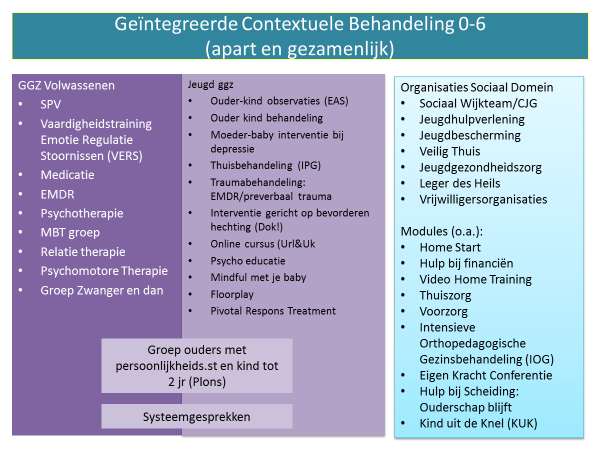 Geïntegreerde Contextuele Behandeling 0-6
(apart en gezamenlijk)
GGZ Volwassenen
• SPV
• Vaardigheidstraining
Emotie Regulatie
Stoornissen (VERS)
• Medicatie
• EMDR
• Psychotherapie
• MBT groep
• Relatie therapie
• Psychomotore Therapie
• Groep Zwanger en dan
Jeugd ggz
• Ouder-kind observaties (EAS)
• Ouder kind behandeling
• Moeder-baby interventie bij
depressie
• Thuisbehandeling (IPG)
• Traumabehandeling:
EMDR/preverbaal trauma
• Interventie gericht op bevorderen
hechting (Dok!)
• Online cursus (Url&Uk
• Psycho educatie
• Mindful met je baby
• Floorplay
• Pivotal Respons Treatment
Groep ouders met
persoonlijkheids.st en kind tot
2 jr (Plons)
Systeemgesprekken
Organisaties Sociaal Domein
• Sociaal Wijkteam/CJG
• Jeugdhulpverlening
• Jeugdbescherming
• Veilig Thuis
• Jeugdgezondheidszorg
• Leger des Heils
• Vrijwilligersorganisaties
Modules (o.a.):
• Home Start
• Hulp bij financiën
• Video Home Training
• Thuiszorg
• Voorzorg
• Intensieve
Orthopedagogische
Gezinsbehandeling (IOG)
• Eigen Kracht Conferentie
• Hulp bij Scheiding:
Ouderschap blijft
• Kind uit de Knel (KUK)